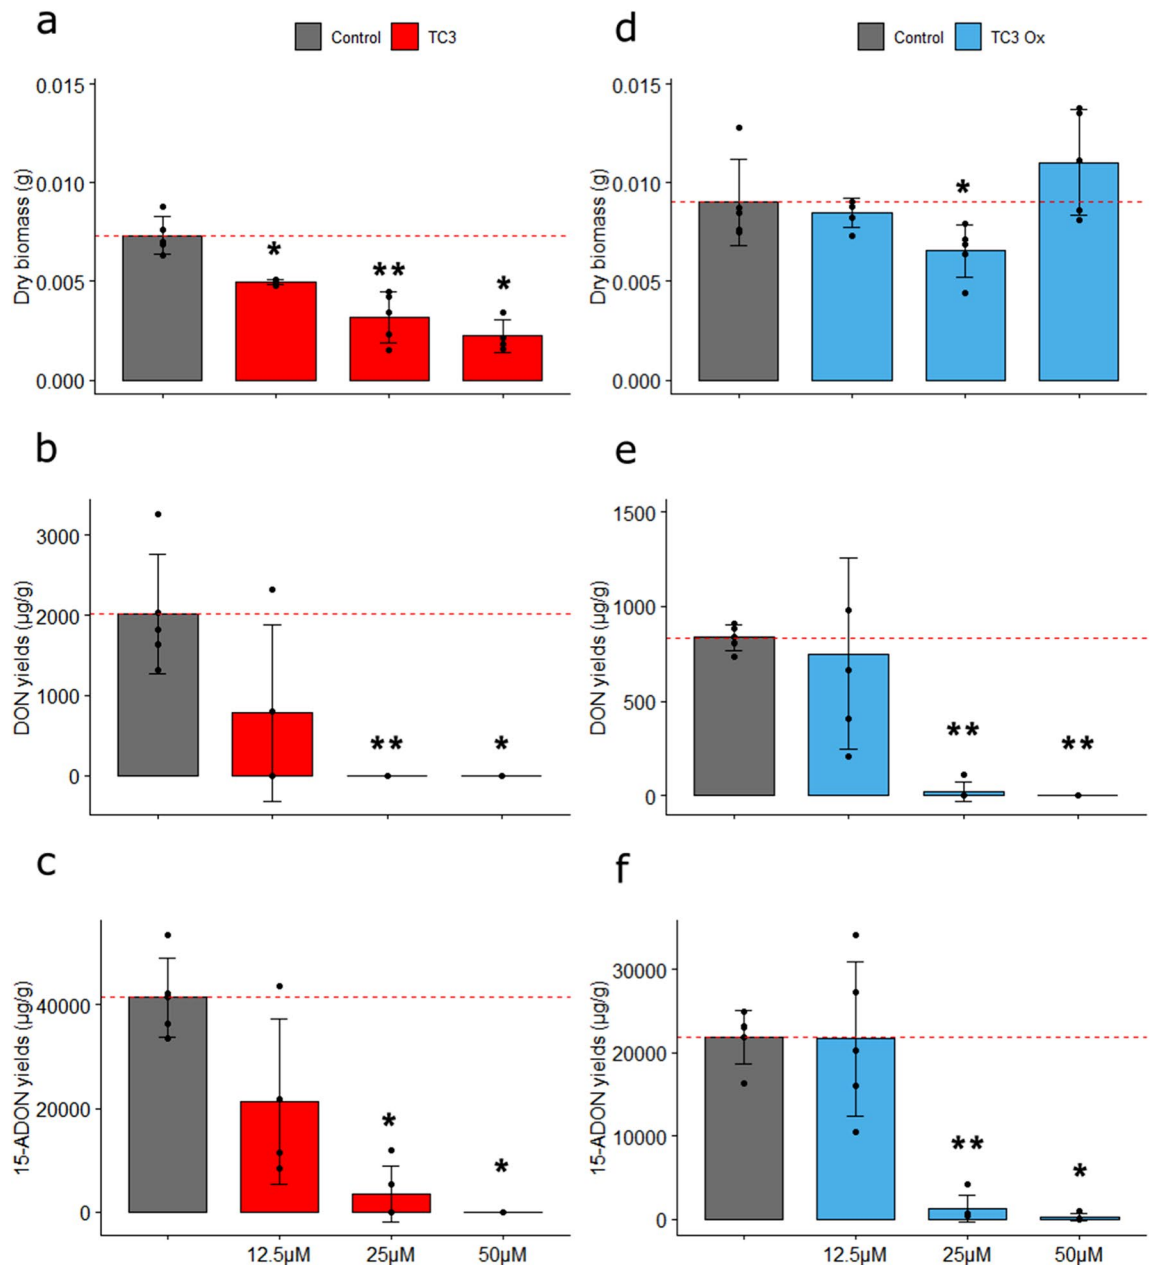 a
Control TC3
Dry biomass (g)
0.015
0.010
0.005
0.000
*
**
*
d
Control TC3 Ox
Dry biomass (g)
0.015
0.010
0.005
0.000
*
b
DON yields (µg/g)
3000
2000
1000
0
**
*
e
DON yields (µg/g)
1500
1000
500
0
**
**
c
15-ADON yields (µg/g)
40000
20000
0
*
*
12.5µM 25µM 50µM
f
15-ADON yields (µg/g)
30000
20000
10000
0
**
*
12.5µM 25µM 50µM